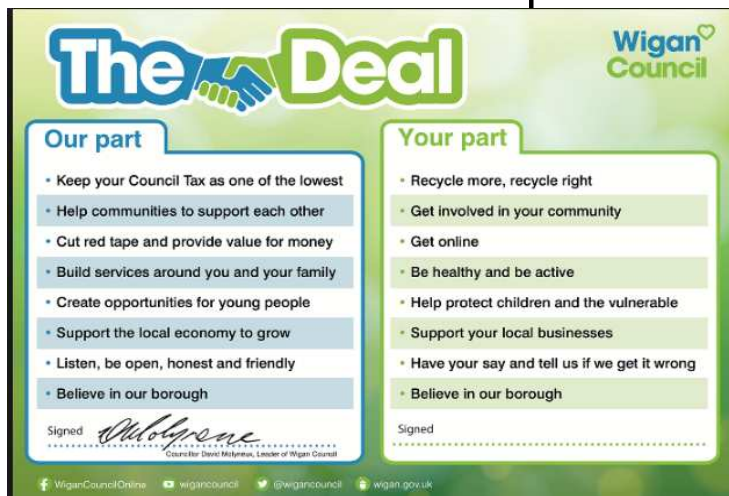 The Deal
Wigan
Council
Our part
• Keep your Council Tax as one of the lowest
• Help communities to support each other
• Cut red tape and provide value for money
• Build services around you and your family
• Create opportunities for young people
• Support the local economy to grow
• Listen, be open, honest and friendly
• Believe in our borough
Signed
Councillor David Molyneux, Leader of Wigan Council
Your part
• Recycle more, recycle right
• Get involved in your community
• Get online
• Be healthy and be active
• Help protect children and the vulnerable
• Support your local businesses
• Have your say and tell us if we get it wrong
• Believe in our borough
Signed
WiganCouncilOnline wigancouncil @wigancouncil wigan.gov.uk